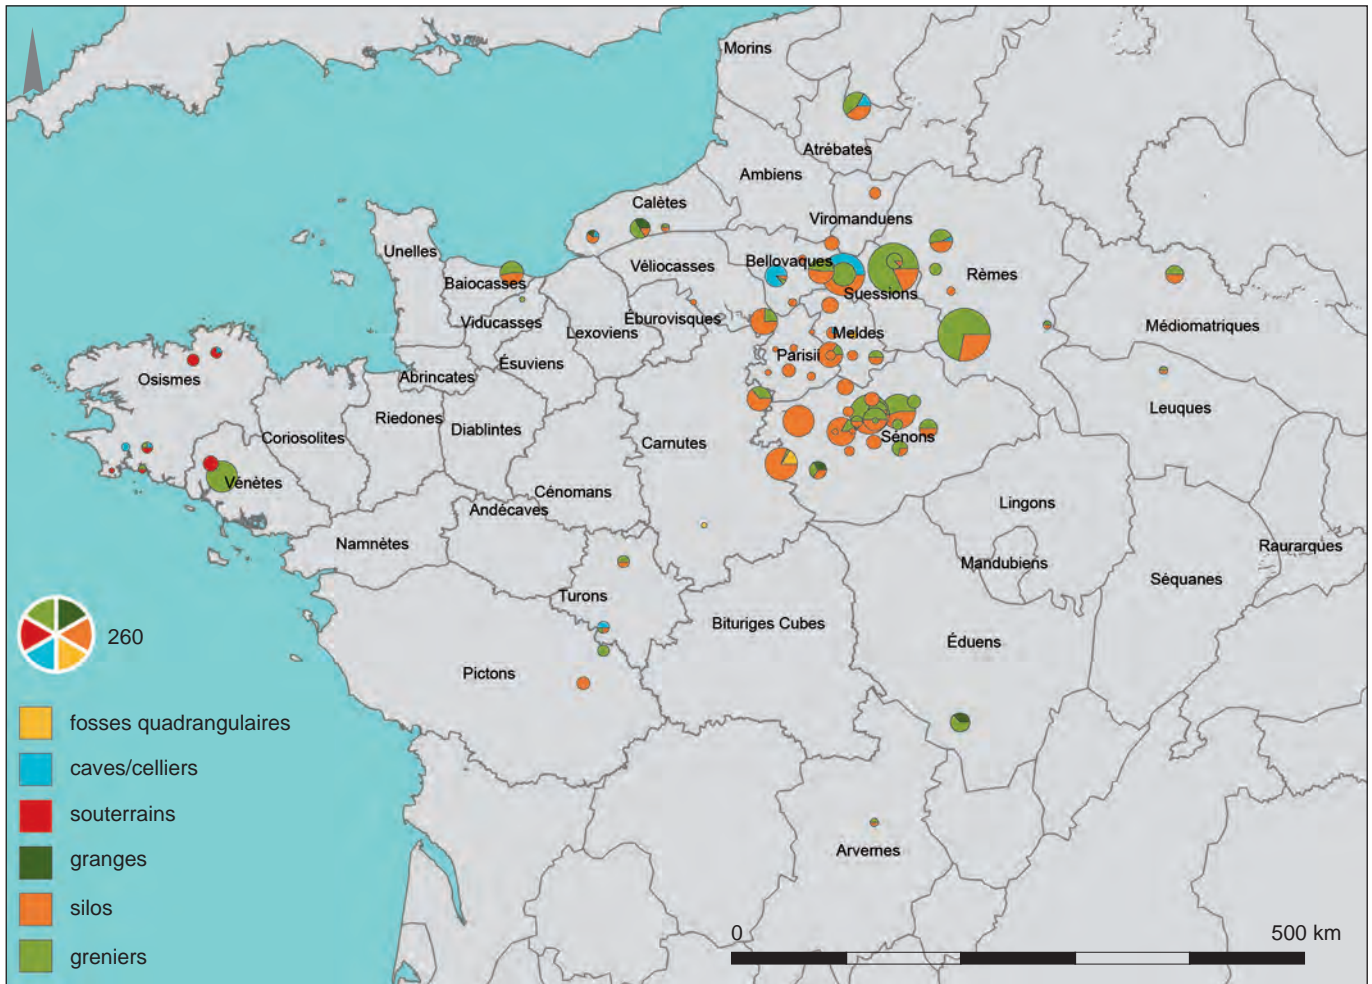 Morins
Atrébates
Ambiens
Calètes
Viromanduens
Unelles
Bellovaques
Véliocasses
Rèmes
Baiocasses
Suessions
Viducasses
Lexoviens
Éburovisques
Médiomatriques
Meldes
Parisii
Ésuviens
Osismes
Abrincates
Leuques
Riedones
Diablintes
Coriosolites
Carnutes
Sénons
Vénètes
Cénomans
Lingons
Andécaves
Namnètes
Raurarques
Mandubiens
Séquanes
Turons
Bituriges Cubes
Éduens
260
Pictons
fosses quadrangulaires
caves/celliers
souterrains
granges
Arvernes
silos
0 500 km
greniers